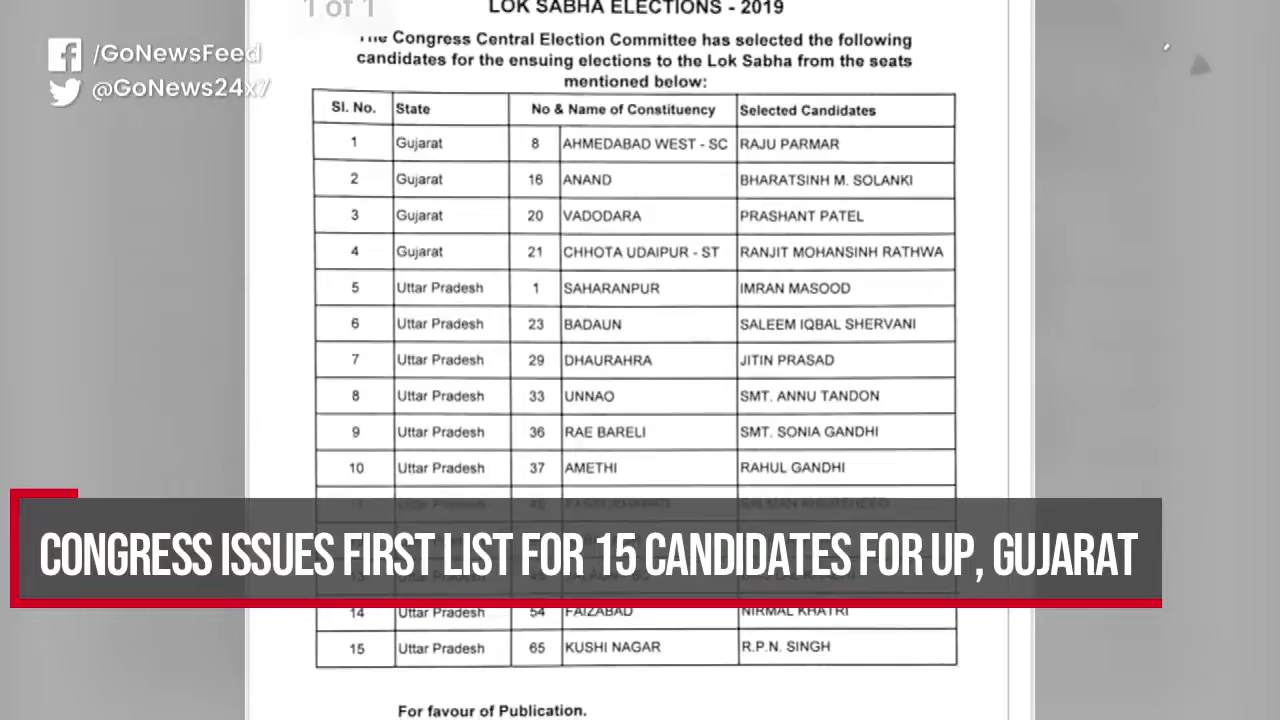 1 of 1
LOK SABHA ELECTIONS - 2019
/GoNewsFeed
@GoNews24x7
The Congress Central Election Committee has selected the following
candidates for the ensuing elections to the Lok Sabha from the seats
mentioned below:
Sl. No. State No & Name of Constituency Selected Candidates
1 Gujarat 8 AHMEDABAD WEST - SC RAJU PARMAR
2 Gujarat 16 ANAND BHARATSINH M. SOLANKI
3 Gujarat 20 VADODARA PRASHANT PATEL
4 Gujarat 21 CHHOTA UDAIPUR - ST RANJIT MOHANSINH RATHWA
5 Uttar Pradesh 1 SAHARANPUR IMRAN MASOOD
6 Uttar Pradesh 23 BADAUN SALEEM IQBAL SHERVANI
7 Uttar Pradesh 29 DHAURAHRA JITIN PRASAD
8 Uttar Pradesh 33 UNNAO SMT. ANNU TANDON
9 Uttar Pradesh 36 RAE BARELI SMT. SONIA GANDHI
10 Uttar Pradesh 37 AMETHI RAHUL GANDHI
CONGRESS ISSUES FIRST LIST FOR 15 CANDIDATES FOR UP, GUJARAT
14 Uttar Pradesh 54 FAIZABAD NIRMAL KHATRI
15 Uttar Pradesh 65 KUSHI NAGAR R.P.N. SINGH
For favour of Publication.